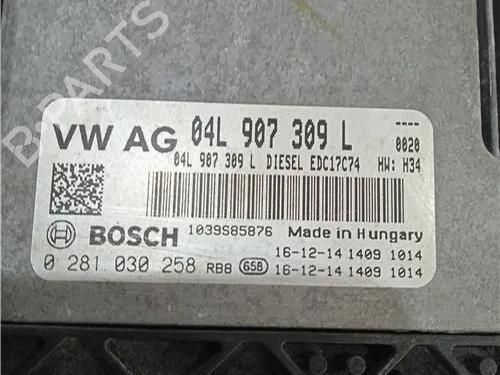 B-PARTS
VW AG 04L 907 309 L
----
0020
04L 907 309 L DIESEL EDC17C74 HW: H34
BOSCH 1039S85876 Made in Hungary
16-12-14 1409 1014
0 281 030 258 RB8 658 16-12-14 1409 1014